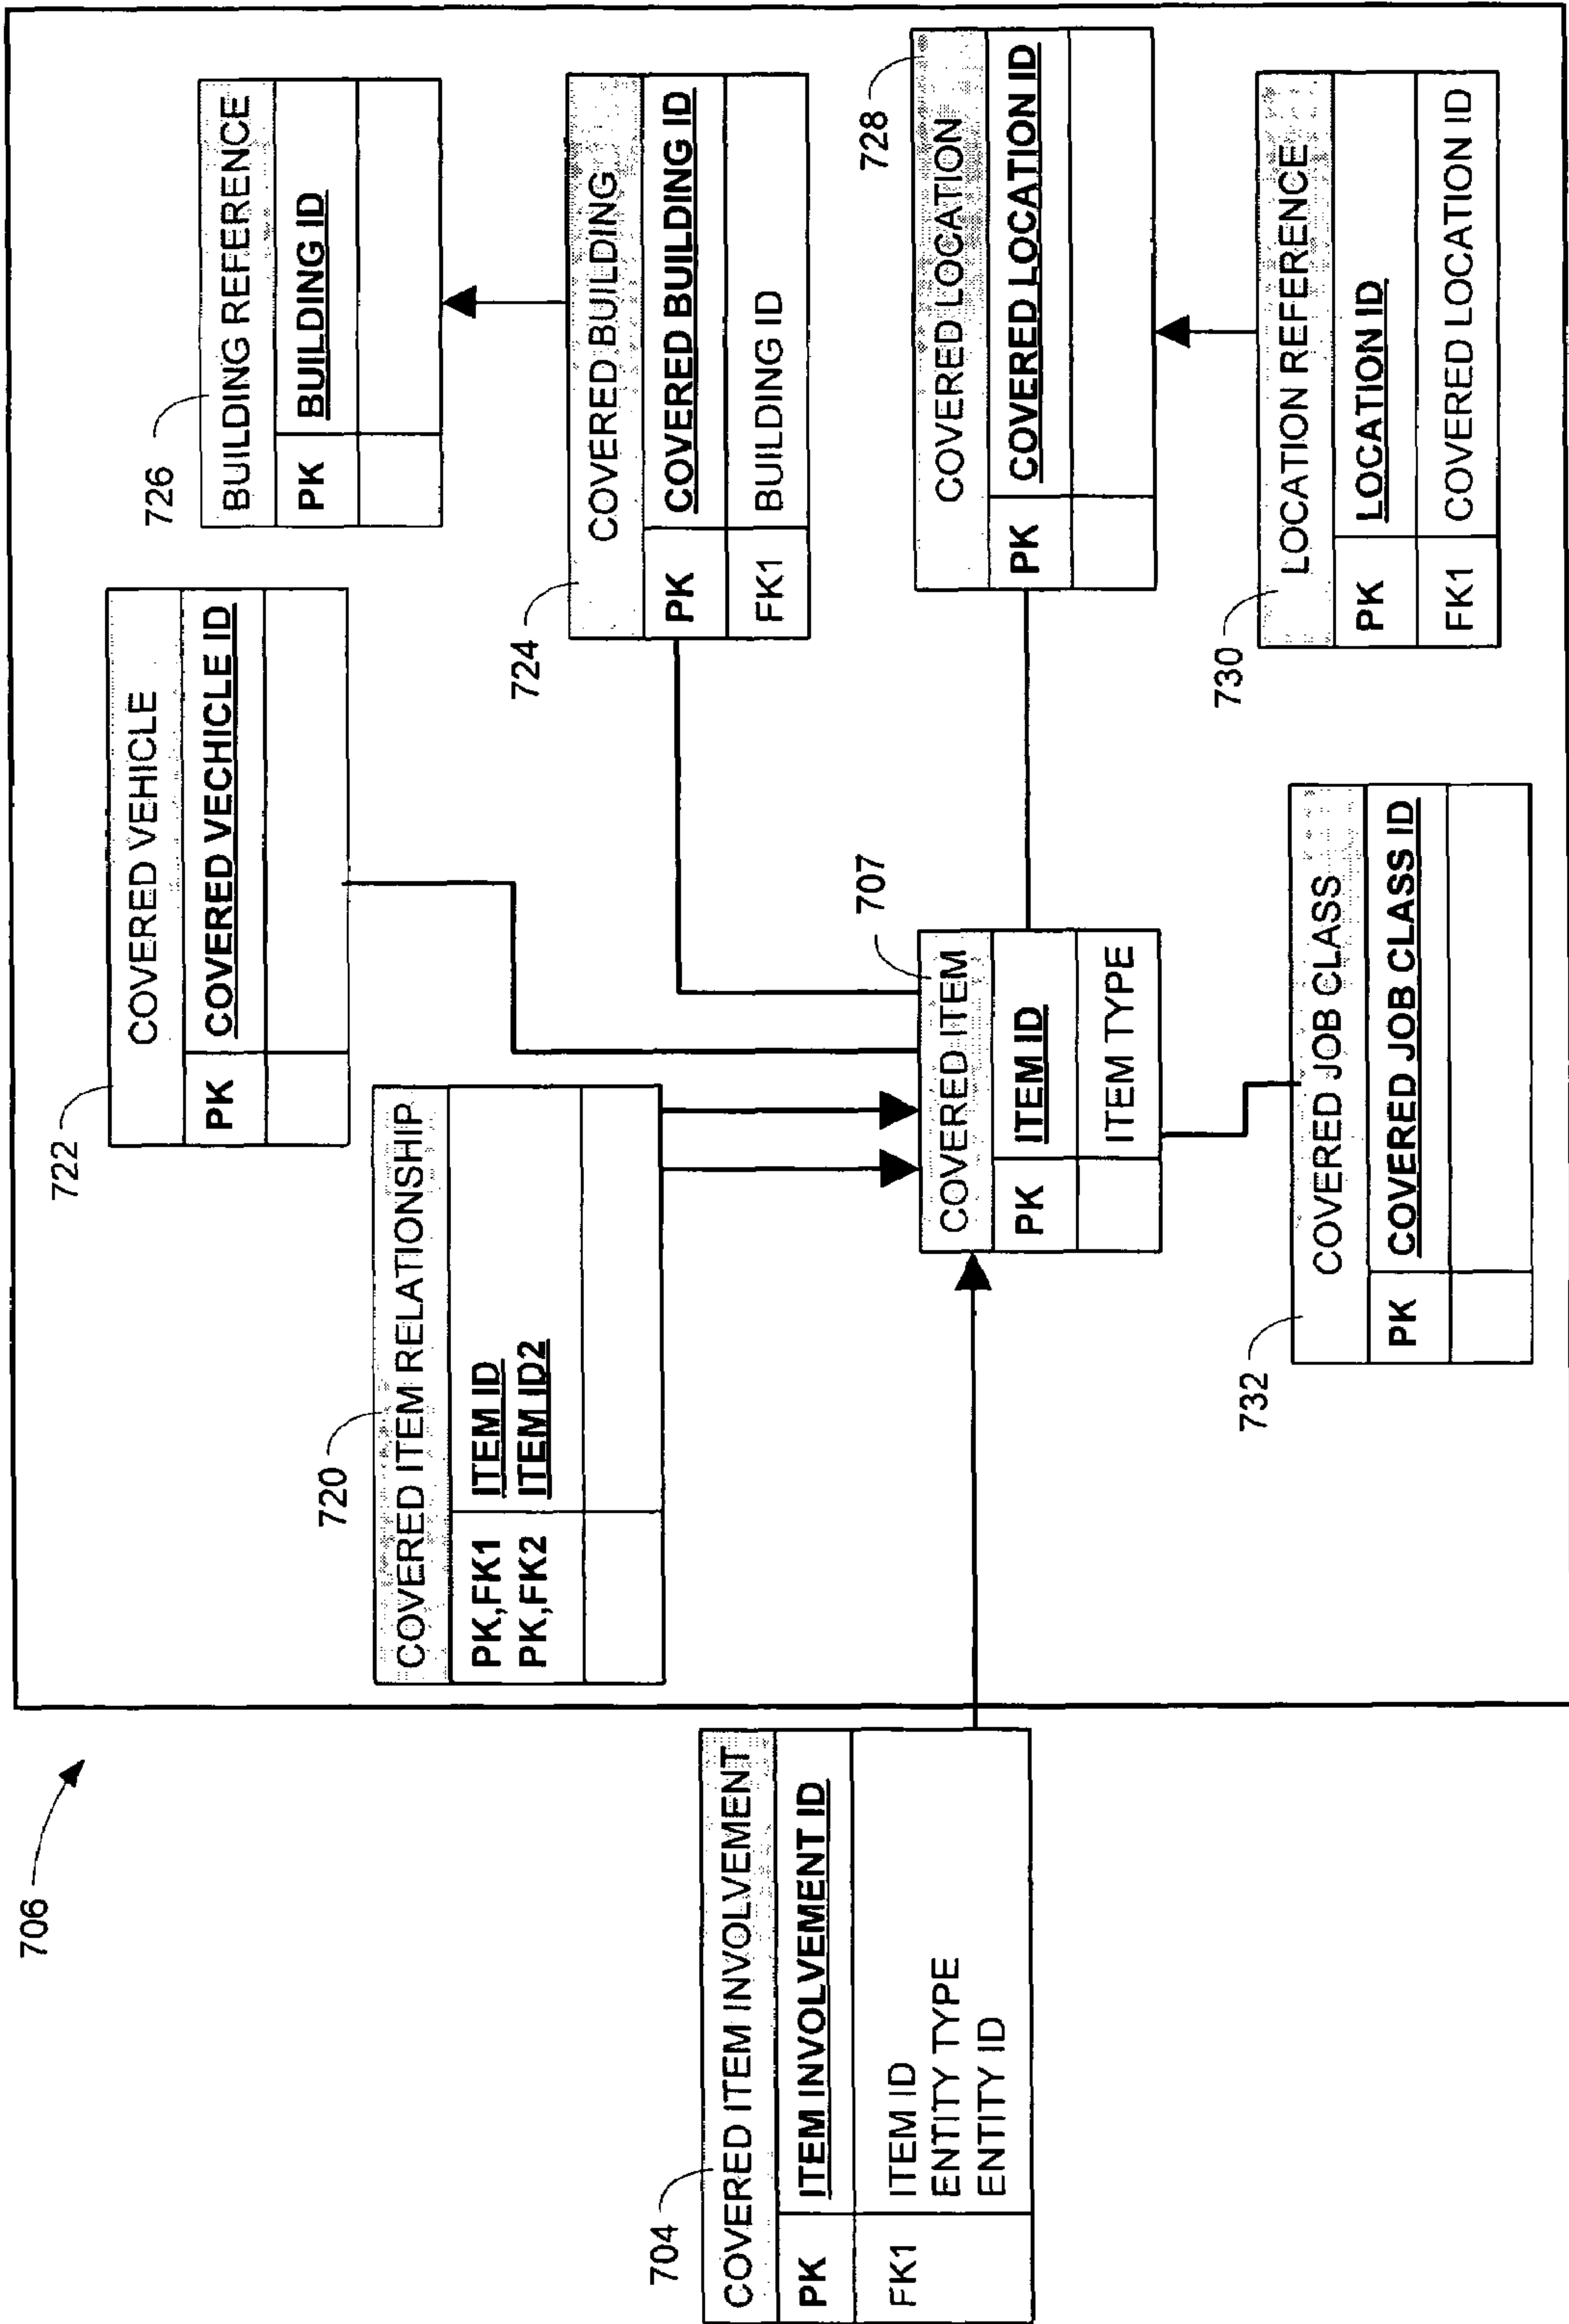 706
704
COVERED ITEM INVOLVEMENT
PK ITEM INVOLVEMENT ID
FK1 ITEM ID
ENTITY TYPE
ENTITY ID
720
COVERED ITEM RELATIONSHIP
PK,FK1 ITEM ID
PK,FK2 ITEM ID2
722
COVERED VEHICLE
PK COVERED VECHICLE ID
726
BUILDING REFERENCE
PK BUILDING ID
724
COVERED BUILDING
PK COVERED BUILDING ID
FK1 BUILDING ID
707
COVERED ITEM
PK ITEM ID
ITEM TYPE
728
COVERED LOCATION
PK COVERED LOCATION ID
732
COVERED JOB CLASS
PK COVERED JOB CLASS ID
730
LOCATION REFERENCE
PK LOCATION ID
FK1 COVERED LOCATION ID